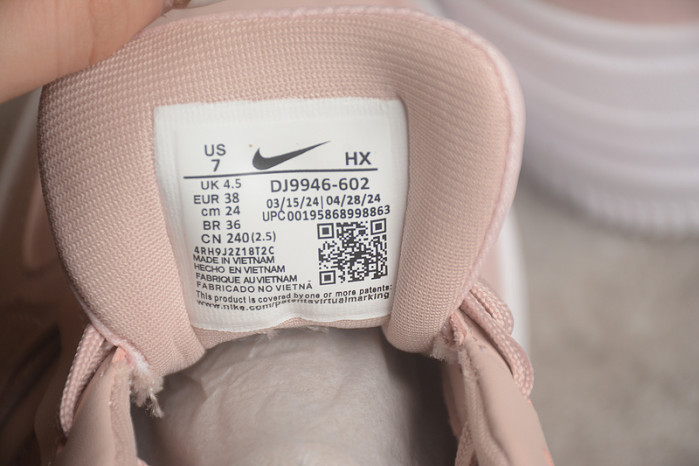 US
7
HX
UK 4.5
DJ9946-602
EUR 38
03/15/24 | 04/28/24
cm 24
UPC00195868998863
BR 36
CN 240(2.5)
4RH9J2Z18T2C
MADE IN VIETNAM
HECHO EN VIETNAM
FABRIQUE AU VIETNAM
FABRICADO NO VIETNÃ
This product is covered by one or more patents:
www.nike.com/patentsvirtualmarking